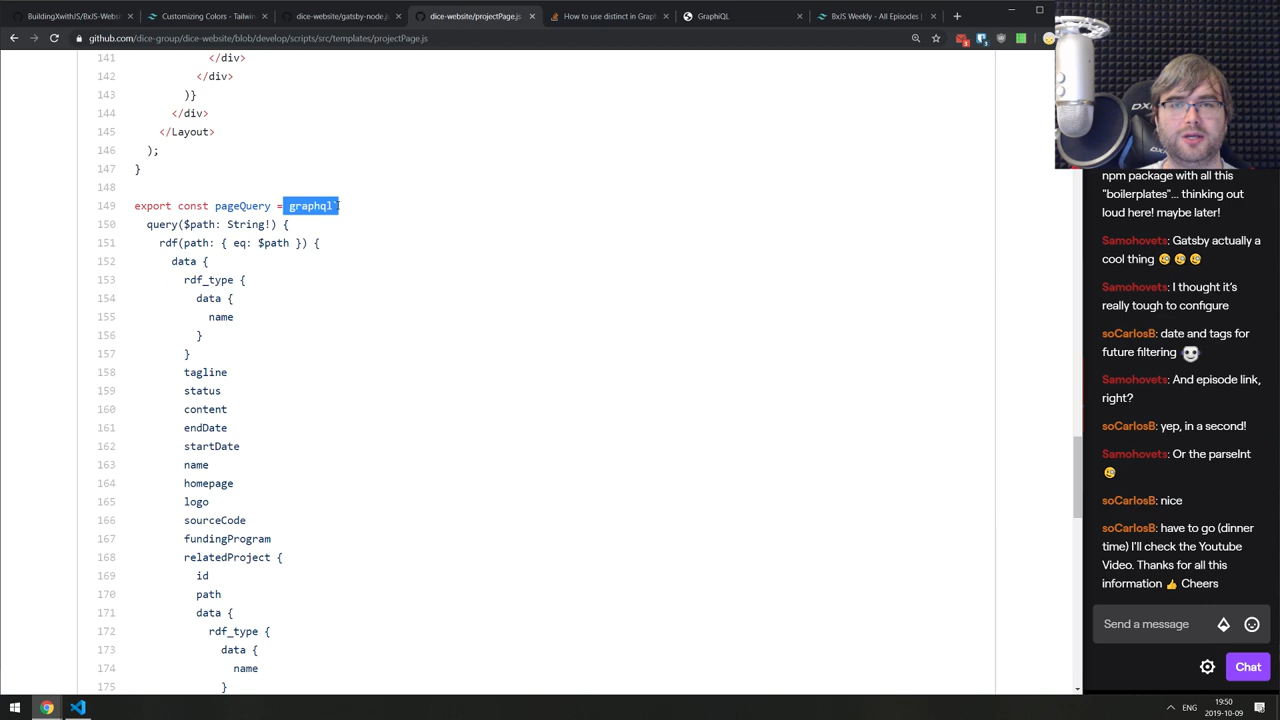 BuildingXwithJS/BxJS-Websi
Customizing Colors - Tailwin
dice-website/gatsby-node.j
dice-website/projectPage.js
How to use distinct in Graph
GraphiQL
BxJS Weekly - All Episodes |
github.com/dice-group/dice-website/blob/develop/scripts/src/templates/projectPage.js
141 </div>
142 </div>
143 )}
144 </div>
145 </Layout>
146 );
147 }
148
149 export const pageQuery = graphql`
150 query($path: String!) {
151 rdf(path: { eq: $path }) {
152 data {
153 rdf_type {
154 data {
155 name
156 }
157 }
158 tagline
159 status
160 content
161 endDate
162 startDate
163 name
164 homepage
165 logo
166 sourceCode
167 fundingProgram
168 relatedProject {
169 id
170 path
171 data {
172 rdf_type {
173 data {
174 name
175 }
npm package with all this
"boilerplates"... thinking out
loud here! maybe later!
Samohovets: Gatsby actually a
cool thing
Samohovets: I thought it's
really tough to configure
soCarlosB: date and tags for
future filtering
Samohovets: And episode link,
right?
soCarlosB: yep, in a second!
Samohovets: Or the parseInt
soCarlosB: nice
soCarlosB: have to go (dinner
time) I'll check the Youtube
Video. Thanks for all this
information 👍 Cheers
Send a message
Chat
ENG
19:50
2019-10-09